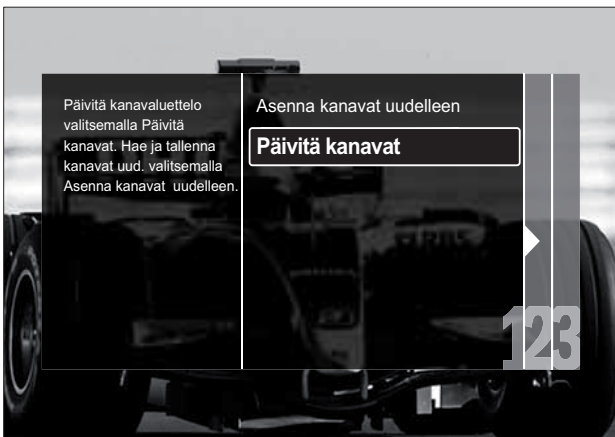 Päivitä kanavaluettelo
valitsemalla Päivitä
kanavat. Hae ja tallenna
kanavat uud. valitsemalla
Asenna kanavat uudelleen.
Asenna kanavat uudelleen
Päivitä kanavat
123